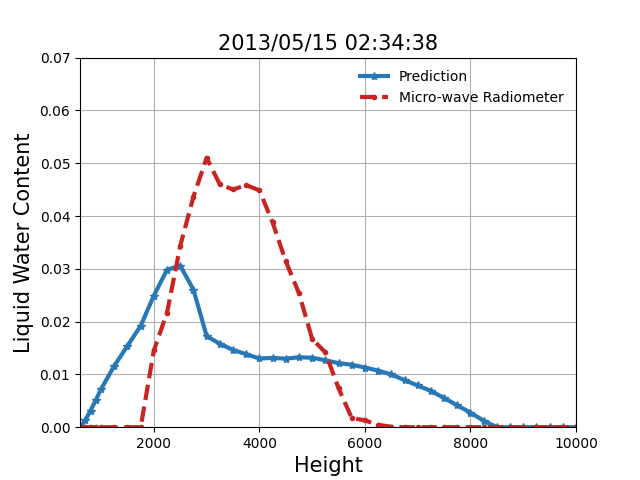 2013/05/15 02:34:38
Prediction
Micro-wave Radiometer
Liquid Water Content
0.07
0.06
0.05
0.04
0.03
0.02
0.01
0.00
2000 4000 6000 8000 10000
Height